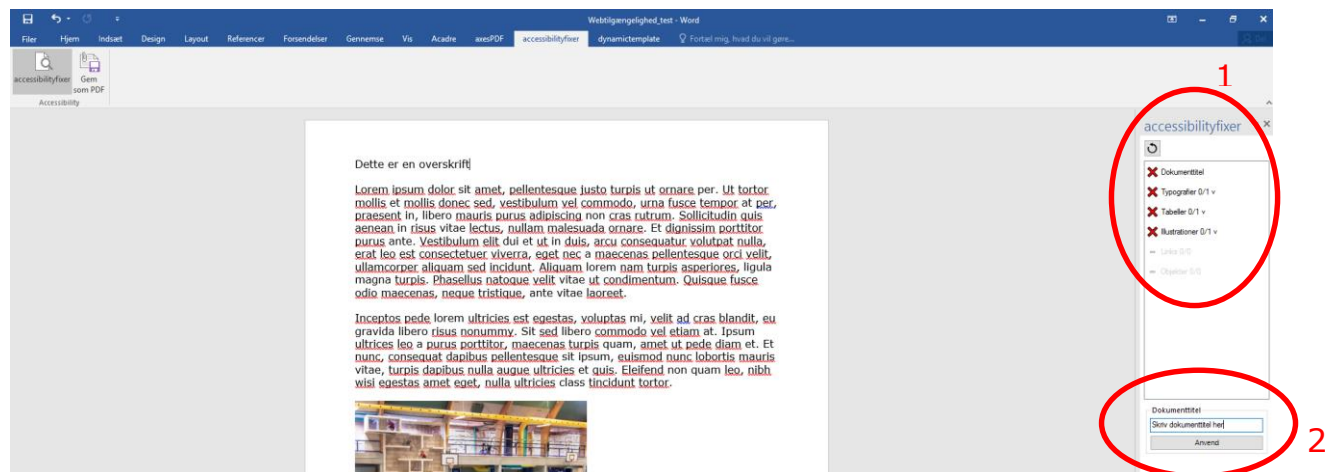 Webtilgængelighed_test - Word
Filer Hjem Indsæt Design Layout Referencer Forsendelser Gennemse Vis Acadre axesPDF accessibilityfixer dynamictemplate Fortæl mig, hvad du vil gøre... Del
accessibilityfixer
Gem som PDF
Accessibility
1
accessibilityfixer
Dokumenttitel
Typografier 0/1
Tabeller 0/1
Illustrationer 0/1
Links 0/0
Objekter 0/0
Dette er en overskrift
Lorem ipsum dolor sit amet, pellentesque justo turpis ut ornare per. Ut tortor
mollis et mollis donec sed, vestibulum vel commodo, urna fusce tempor at per,
praesent in, libero mauris purus adipiscing non cras rutrum. Sollicitudin quis
aenean in risus vitae lectus, nullam malesuada ornare. Et dignissim porttitor
purus ante. Vestibulum elit dui et ut in duis, arcu consequatur volutpat nulla,
erat leo est consectetuer viverra, eget nec a maecenas pellentesque orci velit,
ullamcorper aliquam sed incidunt. Aliquam lorem nam turpis asperiores, ligula
magna turpis. Phasellus natoque velit vitae ut condimentum. Quisque fusce
odio maecenas, neque tristique, ante vitae laoreet.
Inceptos pede lorem ultricies est egestas, voluptas mi, velit ad cras blandit, eu
gravida libero risus nonummy. Sit sed libero commodo vel etiam at. Ipsum
ultrices leo a purus porttitor, maecenas turpis quam, amet ut pede diam et. Et
nunc, consequat dapibus pellentesque sit ipsum, euismod nunc lobortis mauris
vitae, turpis dapibus nulla augue ultricies et quis. Eleifend non quam leo, nibh
wisi egestas amet eget, nulla ultricies class tincidunt tortor.
Dokumenttitel
Skriv dokumenttitel her
Anvend
2